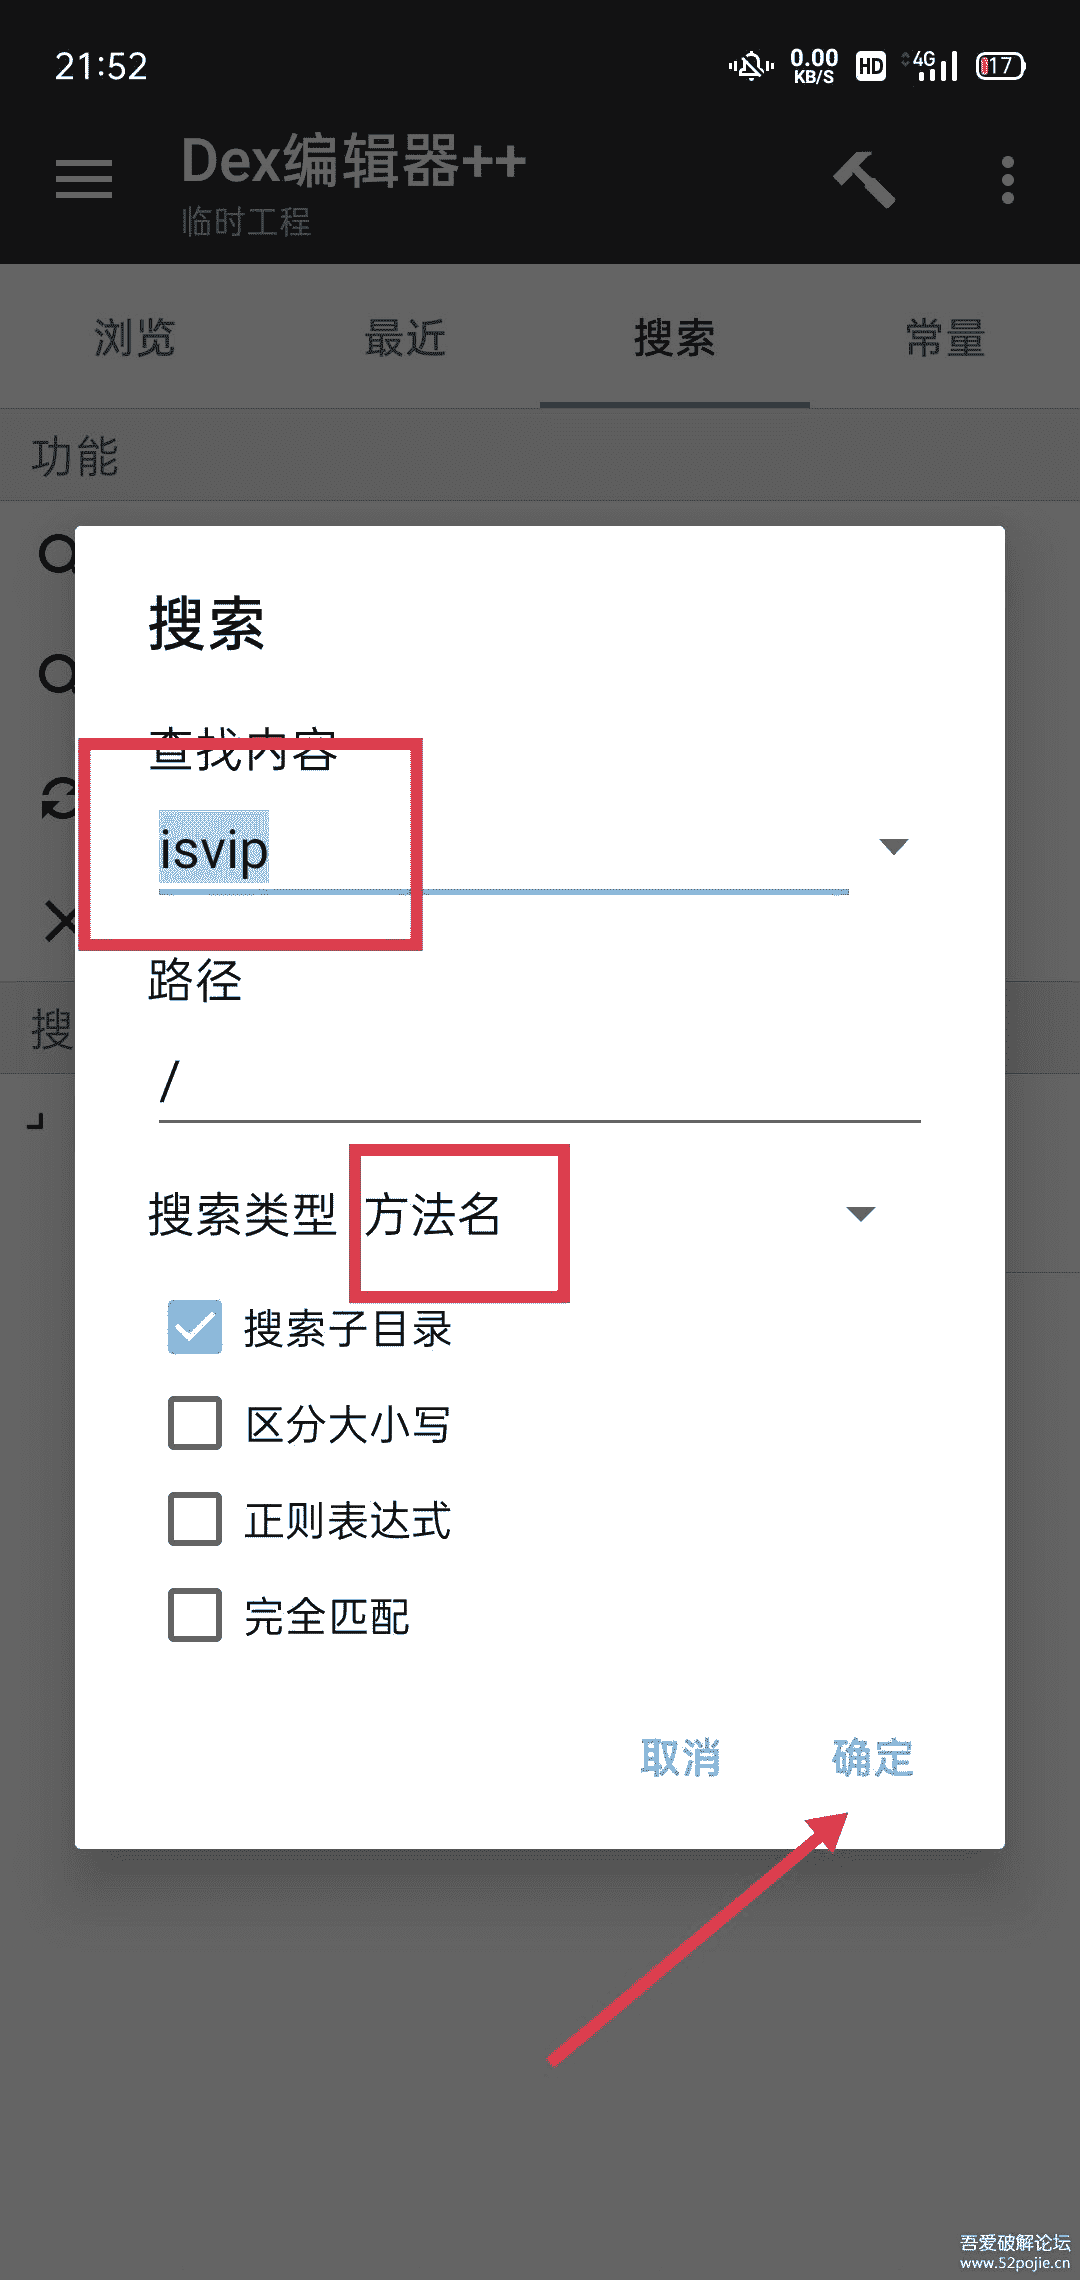 21:52
0.00
KB/S
HD
4G
17
Dex编辑器++
临时工程
浏览
最近
搜索
常量
功能
搜索
查找内容
isvip
路径
搜
/
搜索类型
方法名
搜索子目录
区分大小写
正则表达式
完全匹配
取消
确定
吾爱破解论坛
www.52pojie.cn